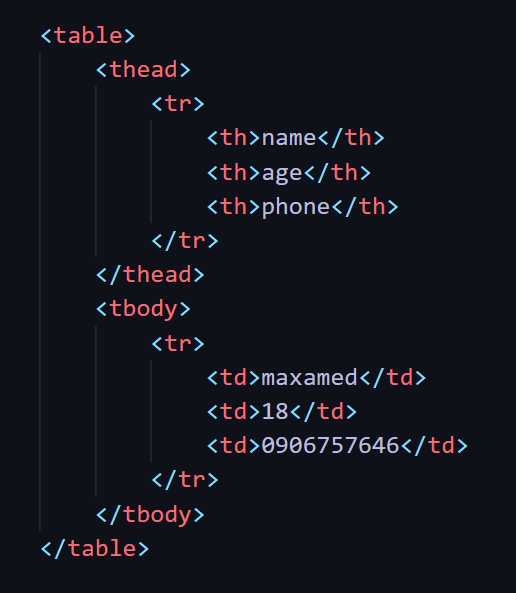 <table>
<thead>
<tr>
<th>name</th>
<th>age</th>
<th>phone</th>
</tr>
</thead>
<tbody>
<tr>
<td>maxamed</td>
<td>18</td>
<td>0906757646</td>
</tr>
</tbody>
</table>